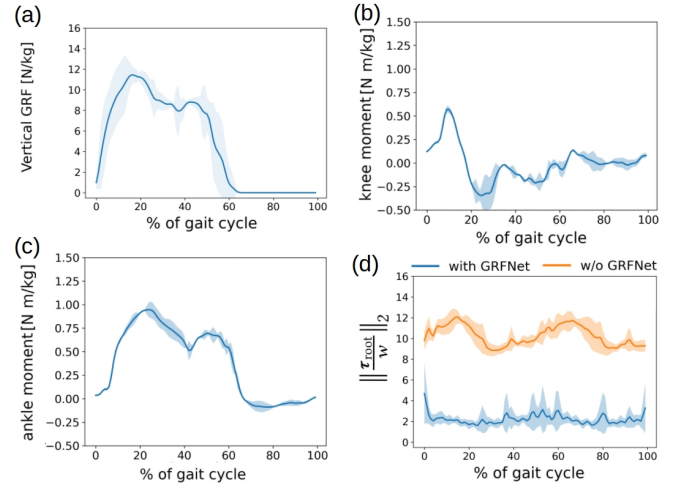 (a)
16
14
12
10
8
6
4
2
0
Vertical GRF [N/kg]
0 20 40 60 80 100
% of gait cycle
(b)
1.50
1.25
1.00
0.75
0.50
0.25
0.00
−0.25
−0.50
knee moment[N m/kg]
0 20 40 60 80 100
% of gait cycle
(c)
1.50
1.25
1.00
0.75
0.50
0.25
0.00
−0.25
−0.50
ankle moment[N m/kg]
0 20 40 60 80 100
% of gait cycle
(d)
with GRFNet w/o GRFNet
16
14
12
10
8
6
4
2
0
‖τroot/w‖2
0 20 40 60 80 100
% of gait cycle